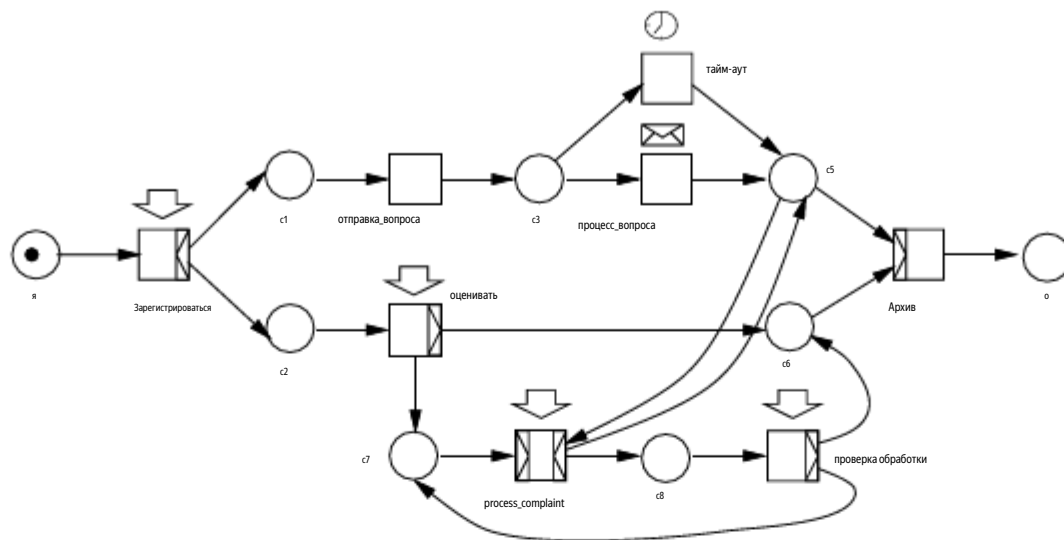 тайм-аут
c5
c1
отправка_вопроса
c3
процесс_вопроса
я
Зарегистрироваться
оценивать
Архив
о
c2
c6
c7
process_complaint
c8
проверка обработки